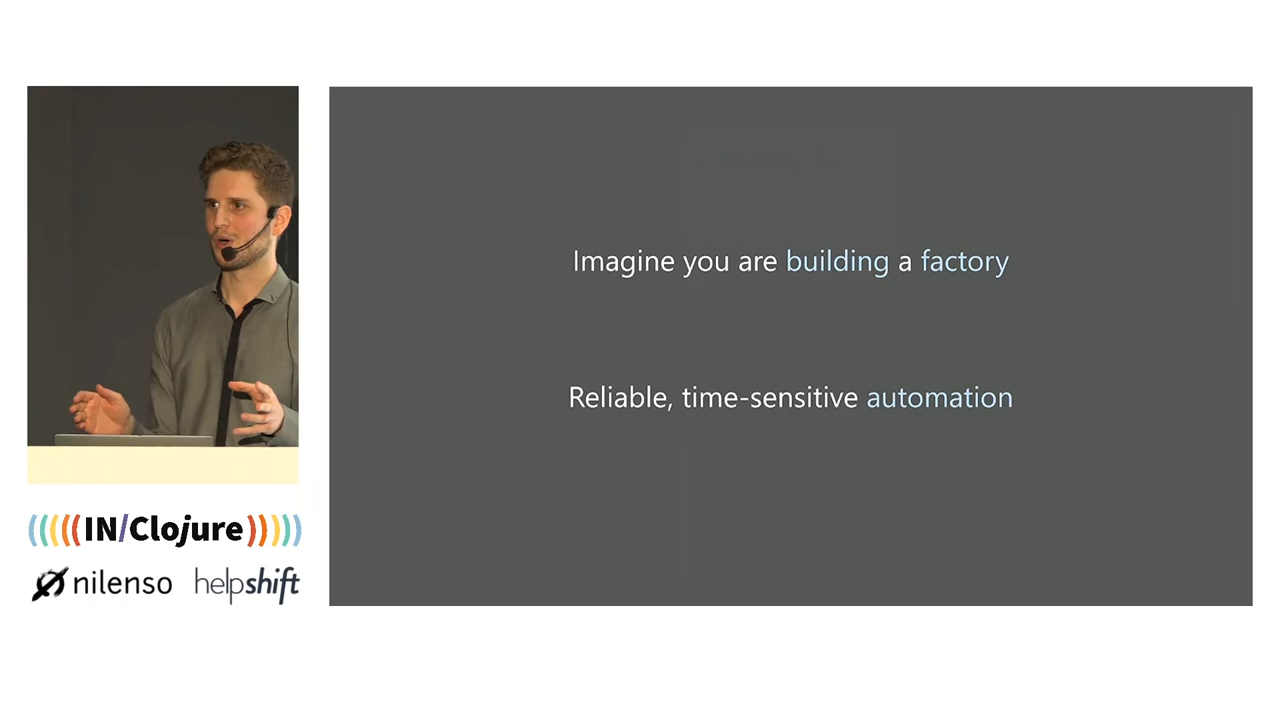 Imagine you are building a factory
Reliable, time-sensitive automation
(((((IN/Clojure)))))
nilenso helpshift